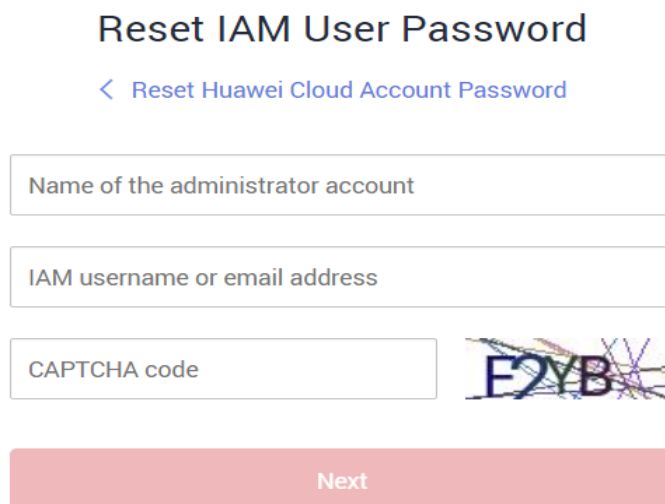 Reset IAM User Password
Reset Huawei Cloud Account Password
Name of the administrator account
IAM username or email address
CAPTCHA code
Next